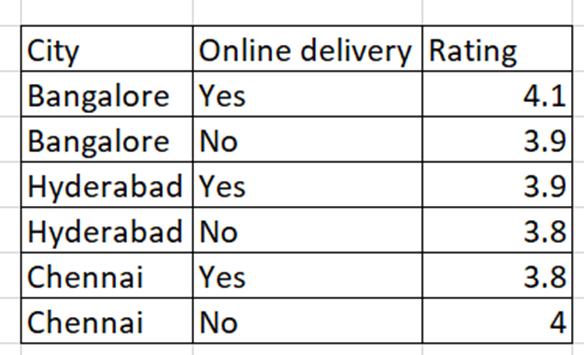 City Online delivery Rating
Bangalore Yes 4.1
Bangalore No 3.9
Hyderabad Yes 3.9
Hyderabad No 3.8
Chennai Yes 3.8
Chennai No 4